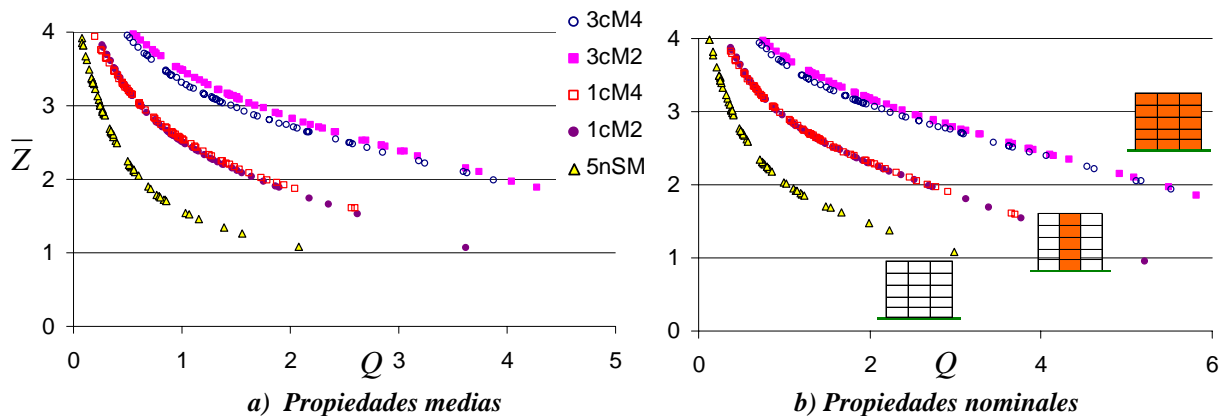 3cM4
3cM2
1cM4
1cM2
5nSM
Z
4
3
2
1
0
0 1 2 3 4 5
Q
a) Propiedades medias
4
3
2
1
0
0 2 4 6
Q
b) Propiedades nominales